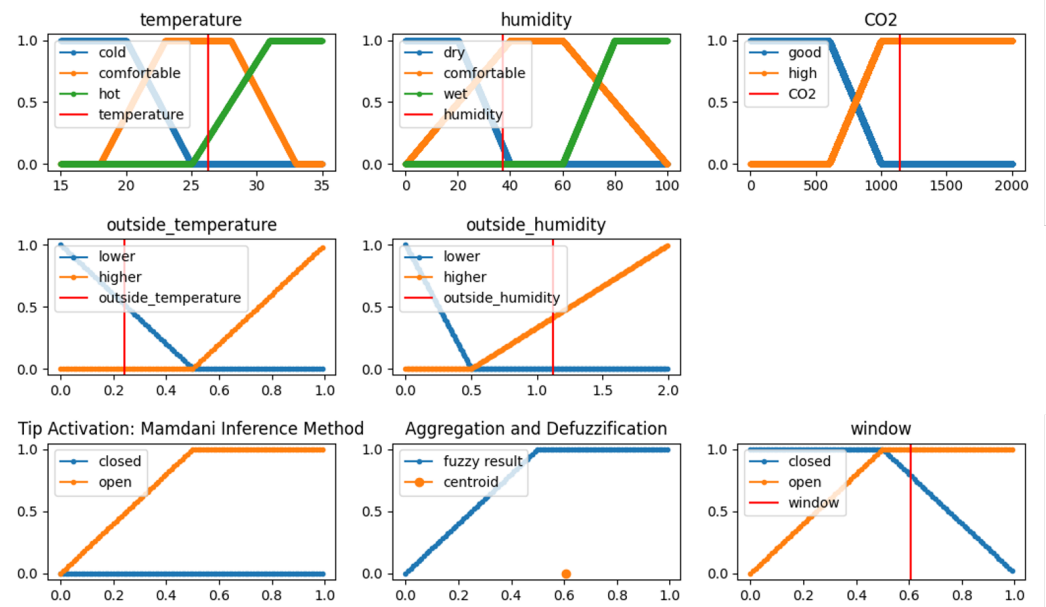 temperature
humidity
CO2
1.0
0.5
0.0
cold
comfortable
hot
temperature
15
20
25
30
35
1.0
0.5
0.0
dry
comfortable
wet
humidity
0
20
40
60
80
100
1.0
0.5
0.0
good
high
CO2
0
500
1000
1500
2000
outside_temperature
outside_humidity
1.0
0.5
0.0
lower
higher
outside_temperature
0.0
0.2
0.4
0.6
0.8
1.0
1.0
0.5
0.0
lower
higher
outside_humidity
0.0
0.5
1.0
1.5
2.0
Tip Activation: Mamdani Inference Method
Aggregation and Defuzzification
window
1.0
0.5
0.0
closed
open
0.0
0.2
0.4
0.6
0.8
1.0
1.0
0.5
0.0
fuzzy result
centroid
0.0
0.2
0.4
0.6
0.8
1.0
1.0
0.5
0.0
closed
open
window
0.0
0.2
0.4
0.6
0.8
1.0